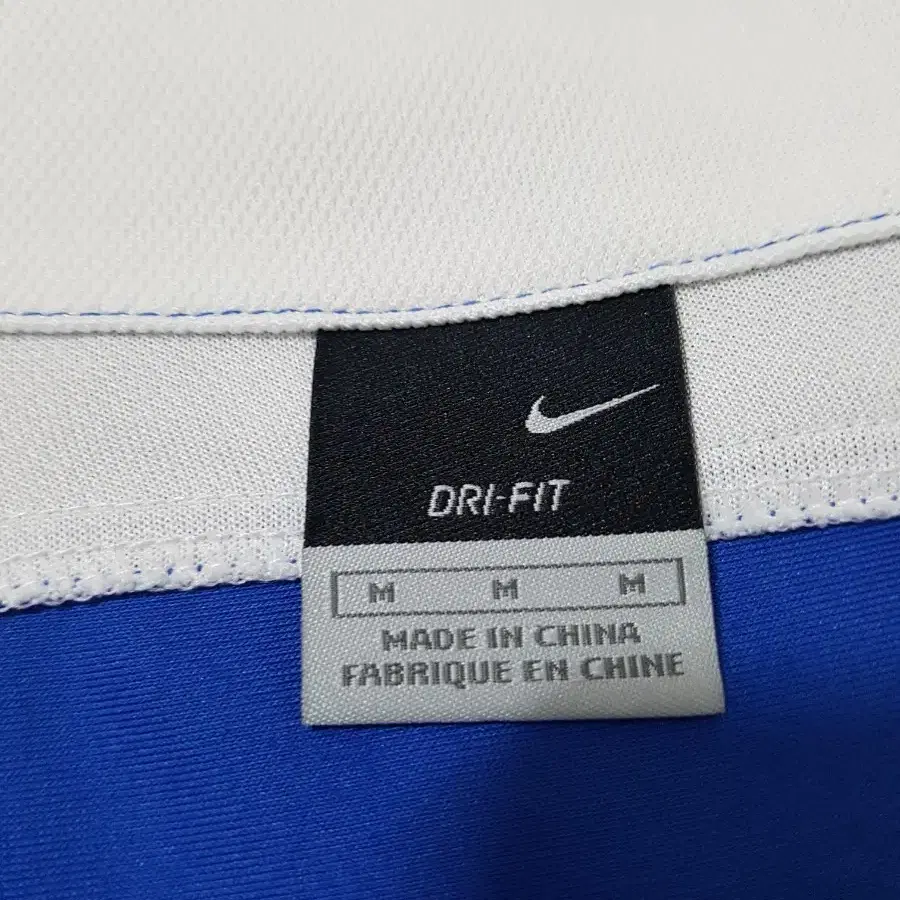 DRI-FIT
M M M
MADE IN CHINA
FABRIQUE EN CHINE